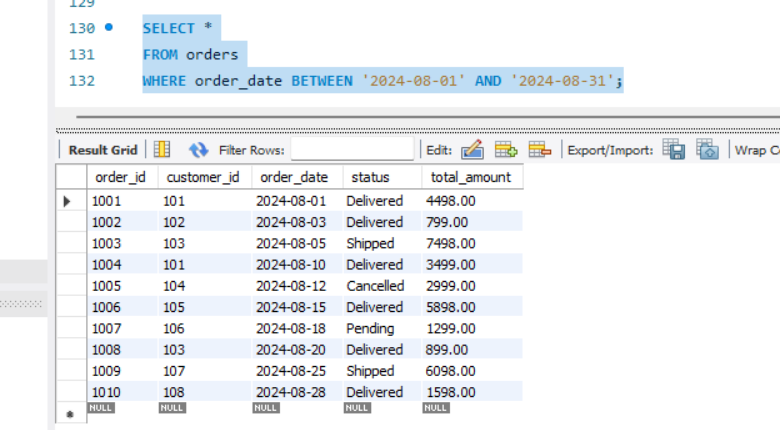 129
130 SELECT *
131 FROM orders
132 WHERE order_date BETWEEN '2024-08-01' AND '2024-08-31';
Result Grid Filter Rows: Edit: Export/Import: Wrap C
order_id customer_id order_date status total_amount
1001 101 2024-08-01 Delivered 4498.00
1002 102 2024-08-03 Delivered 799.00
1003 103 2024-08-05 Shipped 7498.00
1004 101 2024-08-10 Delivered 3499.00
1005 104 2024-08-12 Cancelled 2999.00
1006 105 2024-08-15 Delivered 5898.00
1007 106 2024-08-18 Pending 1299.00
1008 103 2024-08-20 Delivered 899.00
1009 107 2024-08-25 Shipped 6098.00
1010 108 2024-08-28 Delivered 1598.00
NULL NULL NULL NULL NULL